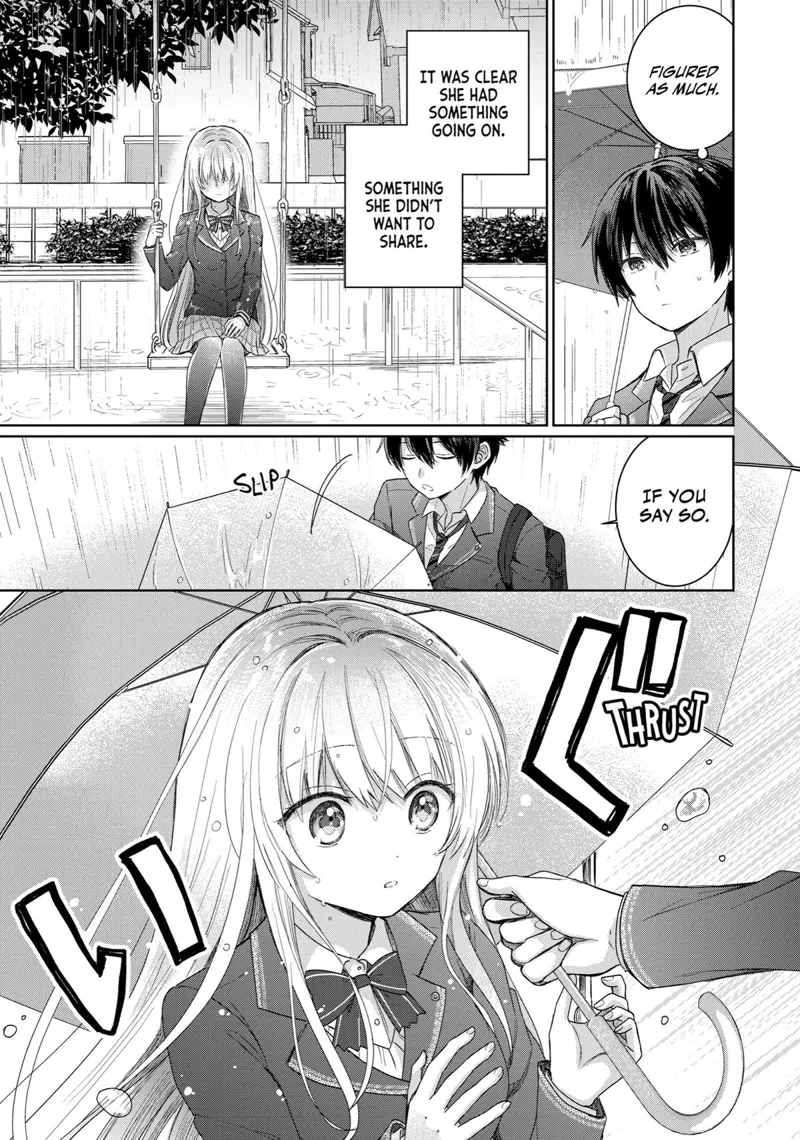 FIGURED
AS MUCH.
IT WAS CLEAR
SHE HAD
SOMETHING
GOING ON.
SOMETHING
SHE DIDN'T
WANT TO
SHARE.
IF YOU
SAY SO.
SLIP
ぐい
THRUST